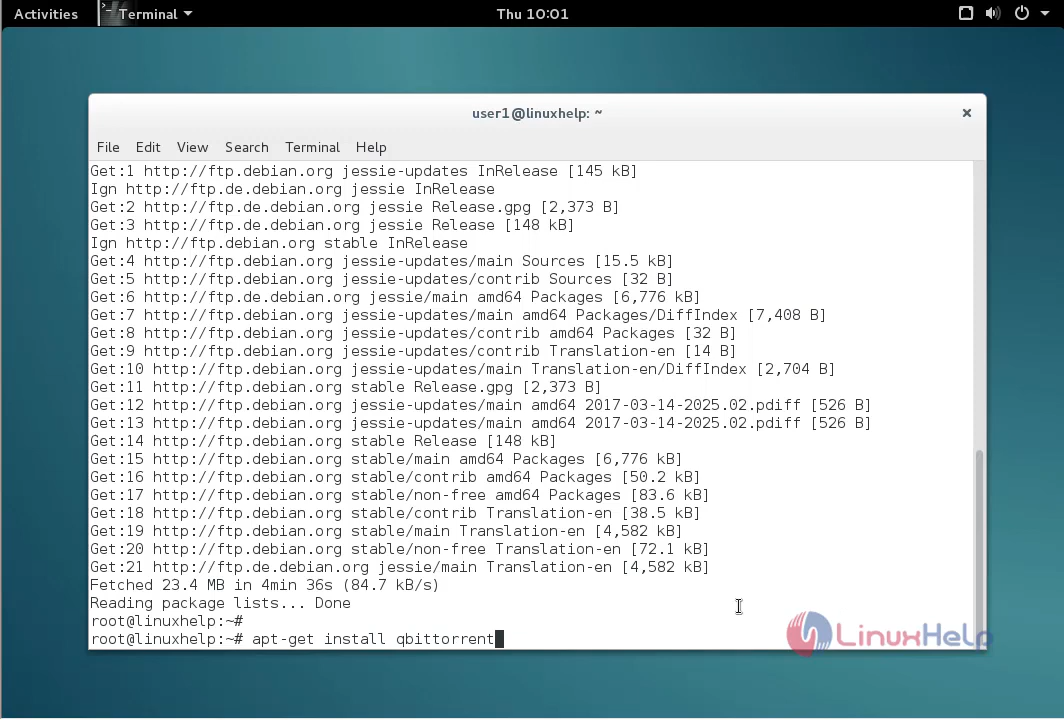 Activities Terminal Thu 10:01
user1@linuxhelp: ~
File Edit View Search Terminal Help
Get:1 http://ftp.debian.org jessie-updates InRelease [145 kB]
Ign http://ftp.de.debian.org jessie InRelease
Get:2 http://ftp.de.debian.org jessie Release.gpg [2,373 B]
Get:3 http://ftp.de.debian.org jessie Release [148 kB]
Ign http://ftp.debian.org stable InRelease
Get:4 http://ftp.debian.org jessie-updates/main Sources [15.5 kB]
Get:5 http://ftp.debian.org jessie-updates/contrib Sources [32 B]
Get:6 http://ftp.de.debian.org jessie/main amd64 Packages [6,776 kB]
Get:7 http://ftp.debian.org jessie-updates/main amd64 Packages/DiffIndex [7,408 B]
Get:8 http://ftp.debian.org jessie-updates/contrib amd64 Packages [32 B]
Get:9 http://ftp.debian.org jessie-updates/contrib Translation-en [14 B]
Get:10 http://ftp.debian.org jessie-updates/main Translation-en/DiffIndex [2,704 B]
Get:11 http://ftp.debian.org stable Release.gpg [2,373 B]
Get:12 http://ftp.debian.org jessie-updates/main amd64 2017-03-14-2025.02.pdiff [526 B]
Get:13 http://ftp.debian.org jessie-updates/main amd64 2017-03-14-2025.02.pdiff [526 B]
Get:14 http://ftp.debian.org stable Release [148 kB]
Get:15 http://ftp.debian.org stable/main amd64 Packages [6,776 kB]
Get:16 http://ftp.debian.org stable/contrib amd64 Packages [50.2 kB]
Get:17 http://ftp.debian.org stable/non-free amd64 Packages [83.6 kB]
Get:18 http://ftp.debian.org stable/contrib Translation-en [38.5 kB]
Get:19 http://ftp.debian.org stable/main Translation-en [4,582 kB]
Get:20 http://ftp.debian.org stable/non-free Translation-en [72.1 kB]
Get:21 http://ftp.de.debian.org jessie/main Translation-en [4,582 kB]
Fetched 23.4 MB in 4min 36s (84.7 kB/s)
Reading package lists... Done
root@linuxhelp:~#
root@linuxhelp:~# apt-get install qbittorrent
LinuxHelp